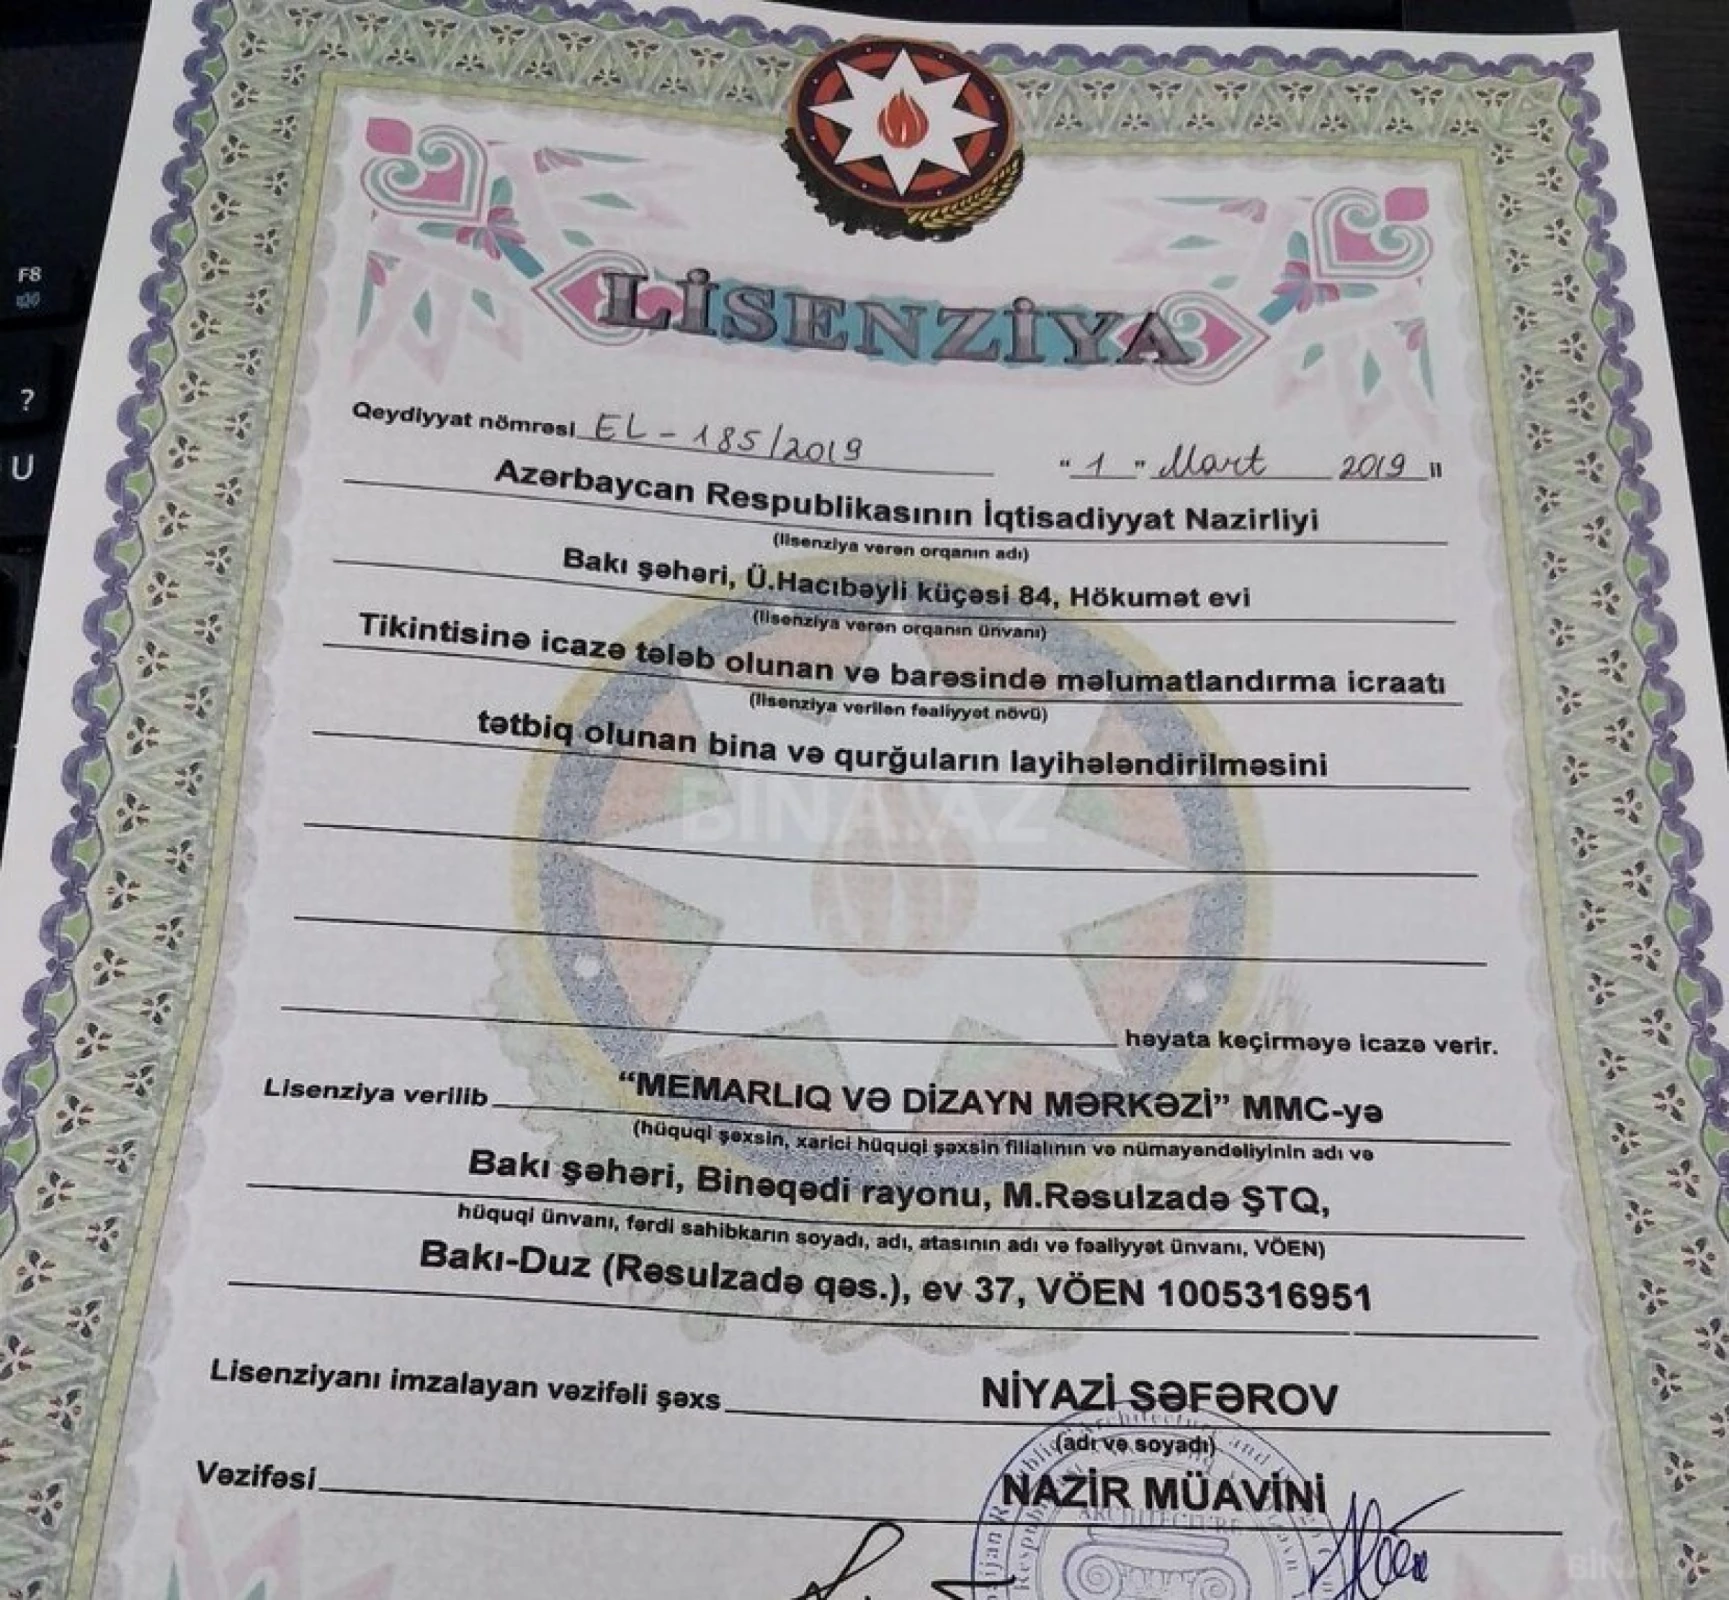 F8
?
U
LİSENZİYA
Qeydiyyat nömrəsi EL-185/2019 "1" Mart 2019 "
Azərbaycan Respublikasının İqtisadiyyat Nazirliyi
(lisenziya verən orqanın adı)
Bakı şəhəri, Ü.Hacıbəyli küçəsi 84, Hökumət evi
(lisenziya verən orqanın ünvanı)
Tikintisinə icazə tələb olunan və barəsində məlumatlandırma icraatı
(lisenziya verilən fəaliyyət növü)
tətbiq olunan bina və qurğuların layihələndirilməsini
BINA.AZ
həyata keçirməyə icazə verir.
Lisenziya verilib "MEMARLIQ VƏ DİZAYN MƏRKƏZİ" MMC-yə
(hüquqi şəxsin, xarici hüquqi şəxsin filialının və nümayəndəliyinin adı və
Bakı şəhəri, Binəqədi rayonu, M.Rəsulzadə ŞTQ,
hüquqi ünvanı, fərdi sahibkarın soyadı, adı, atasının adı və fəaliyyət ünvanı, VÖEN)
Bakı-Duz (Rəsulzadə qəs.), ev 37, VÖEN 1005316951
Lisenziyanı imzalayan vəzifəli şəxs NİYAZİ SƏFƏROV
(adı və soyadı)
Vəzifəsi NAZİR MÜAVİNİ
ARCHITECTURE